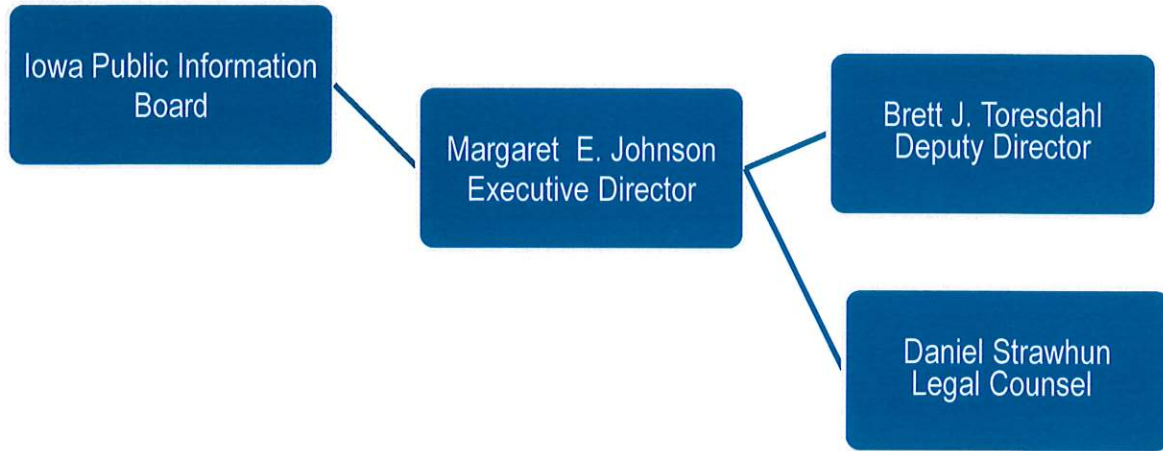 Iowa Public Information
Board
Margaret E. Johnson
Executive Director
Brett J. Toresdahl
Deputy Director
Daniel Strawhun
Legal Counsel